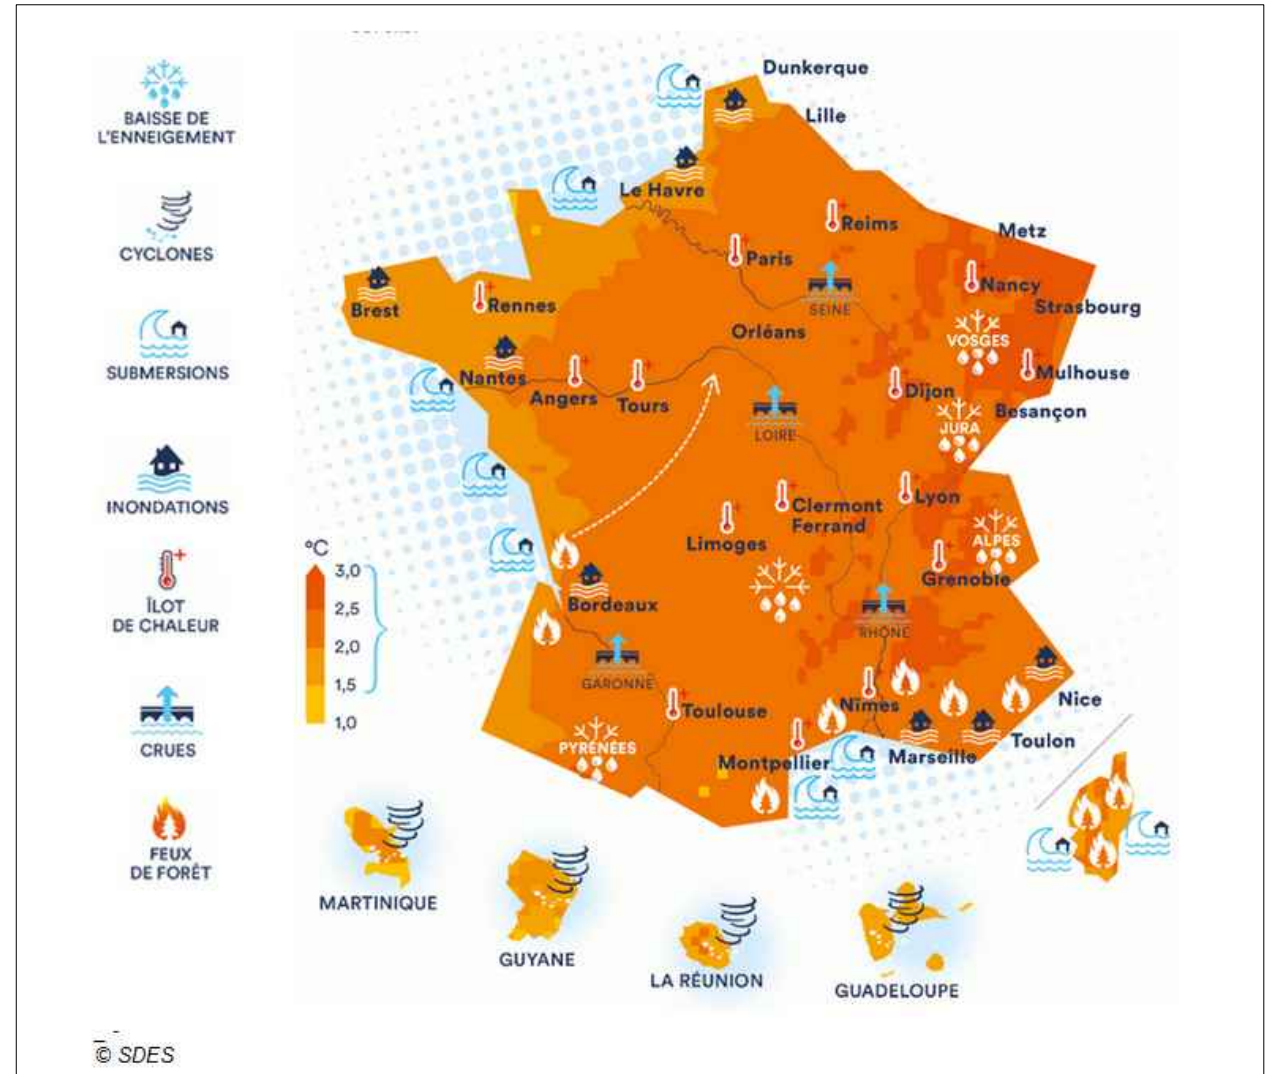 BAISSE DE
L'ENNEIGEMENT
CYCLONES
SUBMERSIONS
INONDATIONS
ÎLOT
DE CHALEUR
CRUES
FEUX
DE FORÊT
°C
3,0
2,5
2,0
1,5
1,0
Dunkerque
Lille
Le Havre
Reims
Metz
Paris
Nancy
Strasbourg
Brest
Rennes
SEINE
Orléans
VOSGES
Nantes
Angers
Tours
Dijon
Mulhouse
Besançon
JURA
LOIRE
Lyon
Clermont
Ferrand
Limoges
ALPES
Grenoble
Bordeaux
RHÔNE
GARONNE
Toulouse
Nîmes
Nice
PYRÉNÉES
Montpellier
Marseille
Toulon
MARTINIQUE
GUYANE
LA RÉUNION
GUADELOUPE
© SDES